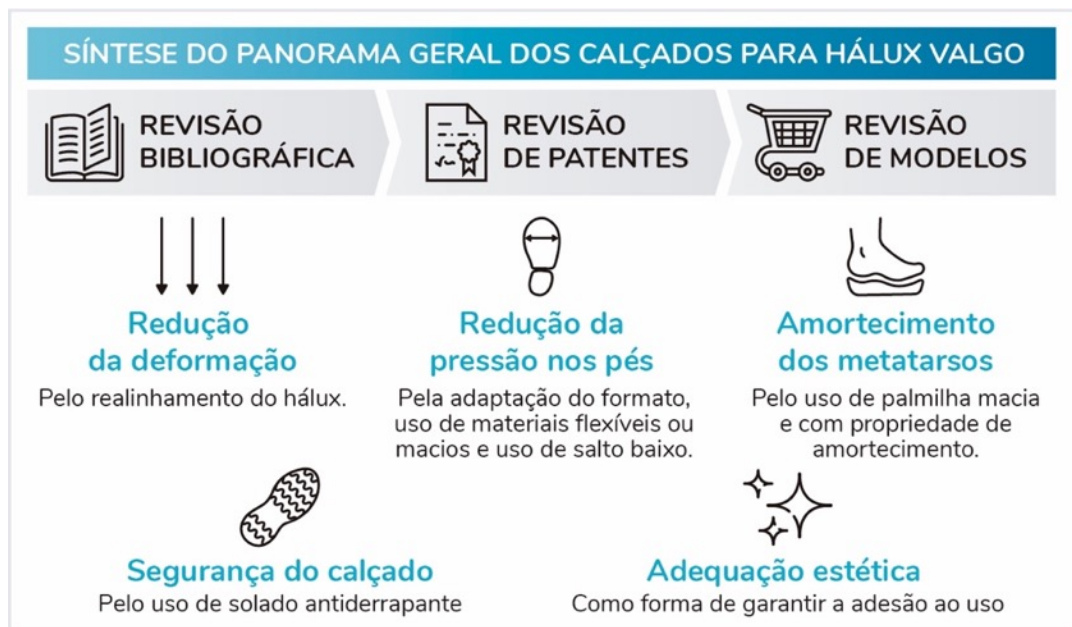 SÍNTESE DO PANORAMA GERAL DOS CALÇADOS PARA HÁLUX VALGO
REVISÃO
BIBLIOGRÁFICA
REVISÃO
DE PATENTES
REVISÃO
DE MODELOS
Redução
da deformação
Pelo realinhamento do hálux.
Redução da
pressão nos pés
Pela adaptação do formato,
uso de materiais flexíveis ou
macios e uso de salto baixo.
Amortecimento
dos metatarsos
Pelo uso de palmilha macia
e com propriedade de
amortecimento.
Segurança do calçado
Pelo uso de solado antiderrapante
Adequação estética
Como forma de garantir a adesão ao uso